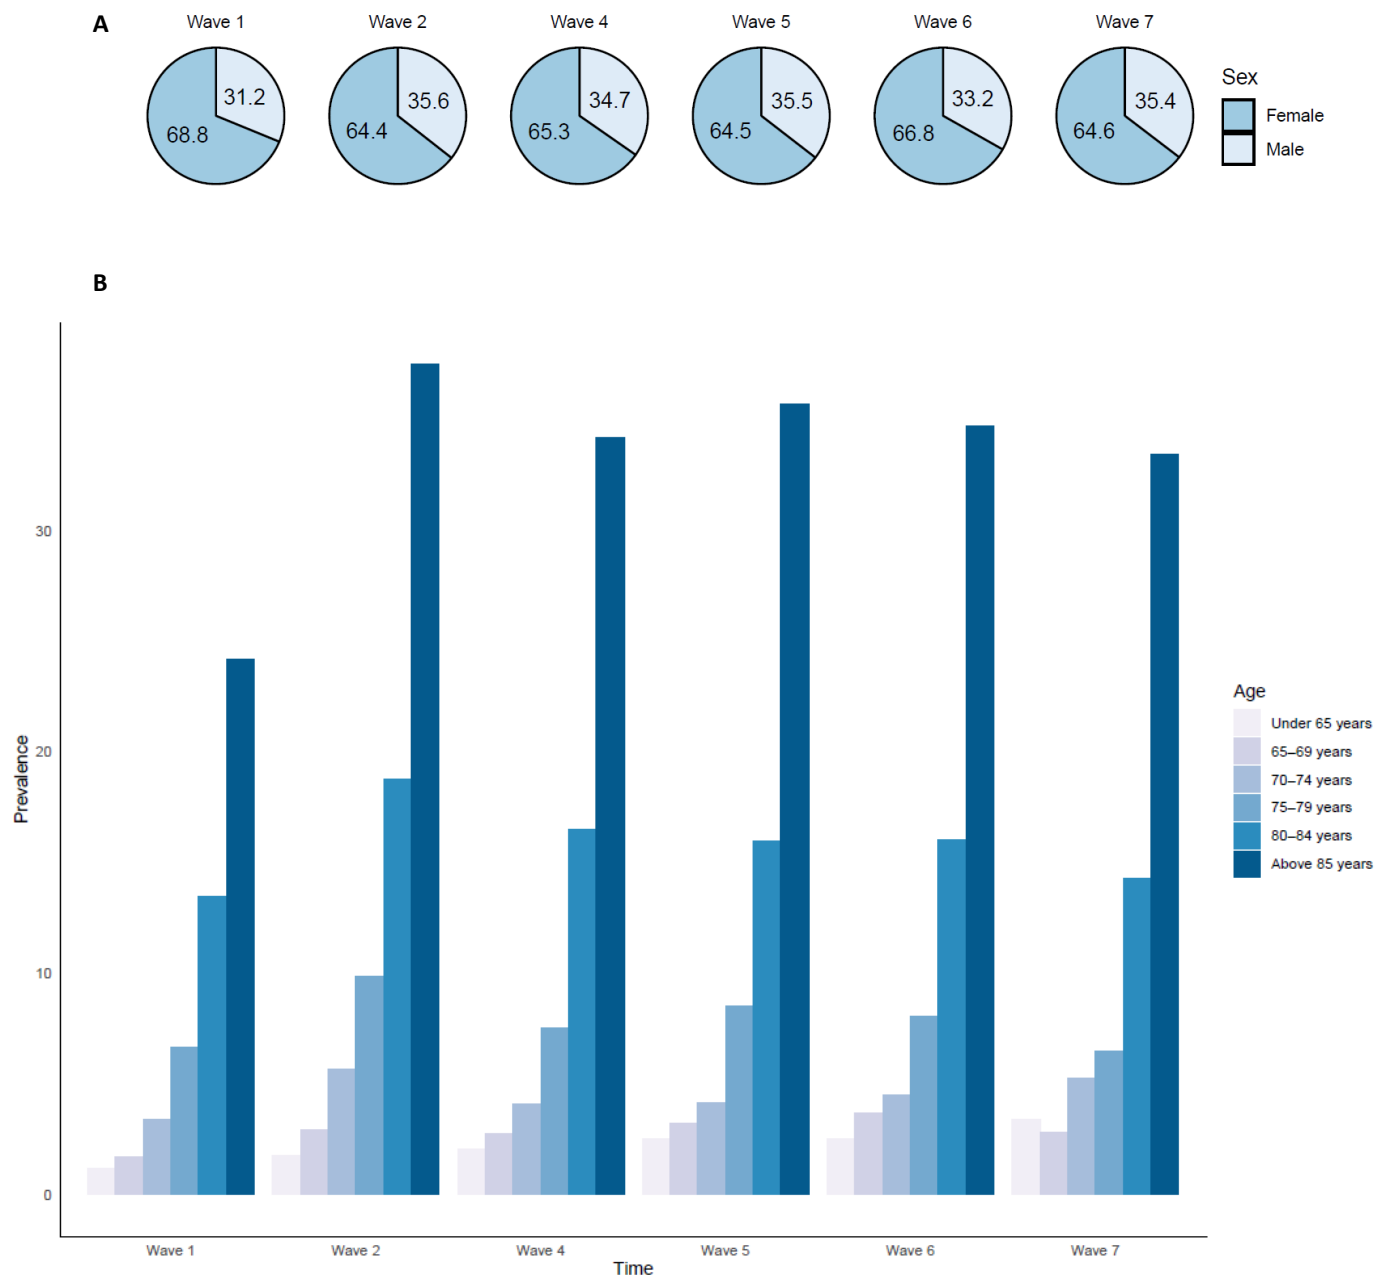 A
Wave 1
Wave 2
Wave 4
Wave 5
Wave 6
Wave 7
31.2
68.8
35.6
64.4
34.7
65.3
35.5
64.5
33.2
66.8
35.4
64.6
Sex
Female
Male
B
Prevalence
30
20
10
0
Wave 1
Wave 2
Wave 4
Wave 5
Wave 6
Wave 7
Time
Age
Under 65 years
65–69 years
70–74 years
75–79 years
80–84 years
Above 85 years